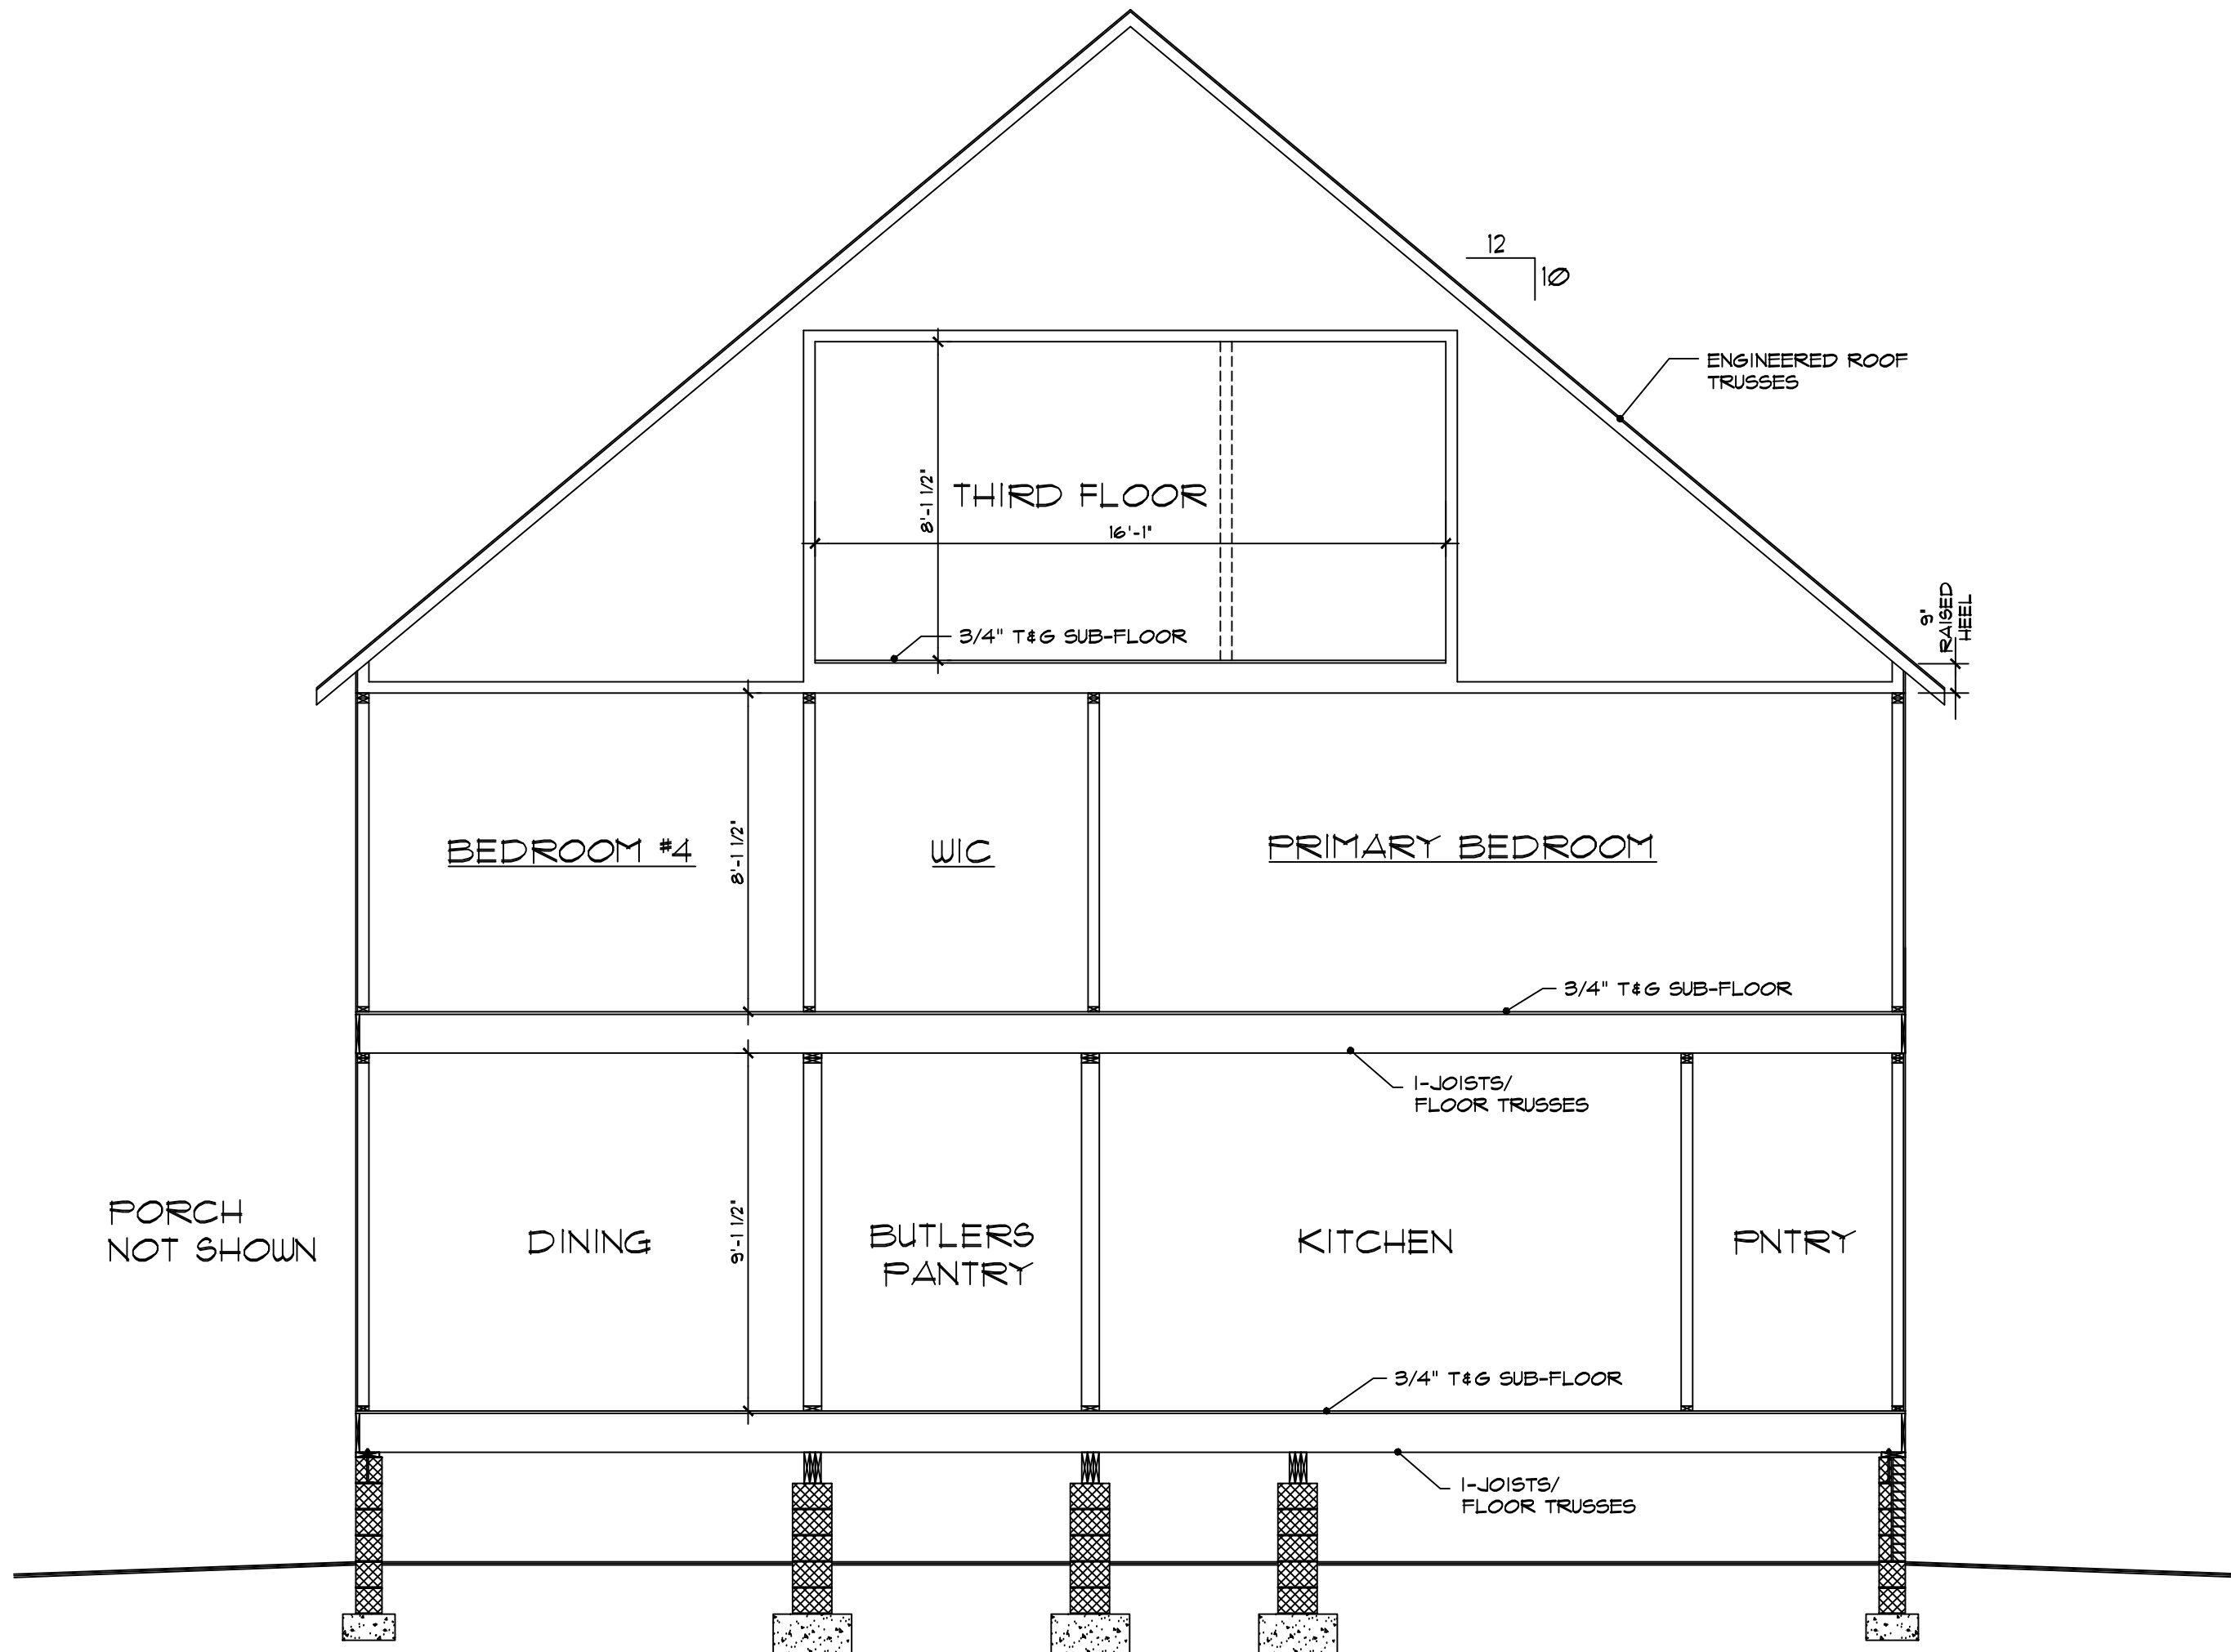 12
10
ENGINEERED ROOF
TRUSSES
8'-1 1/2"
THIRD FLOOR
16'-1"
3/4" T&G SUB-FLOOR
9"
RAISED
HEEL
BEDROOM #4
8'-1 1/2"
WIC
PRIMARY BEDROOM
3/4" T&G SUB-FLOOR
I-JOISTS/
FLOOR TRUSSES
PORCH
NOT SHOWN
DINING
9'-1 1/2"
BUTLERS
PANTRY
KITCHEN
PNTRY
3/4" T&G SUB-FLOOR
I-JOISTS/
FLOOR TRUSSES